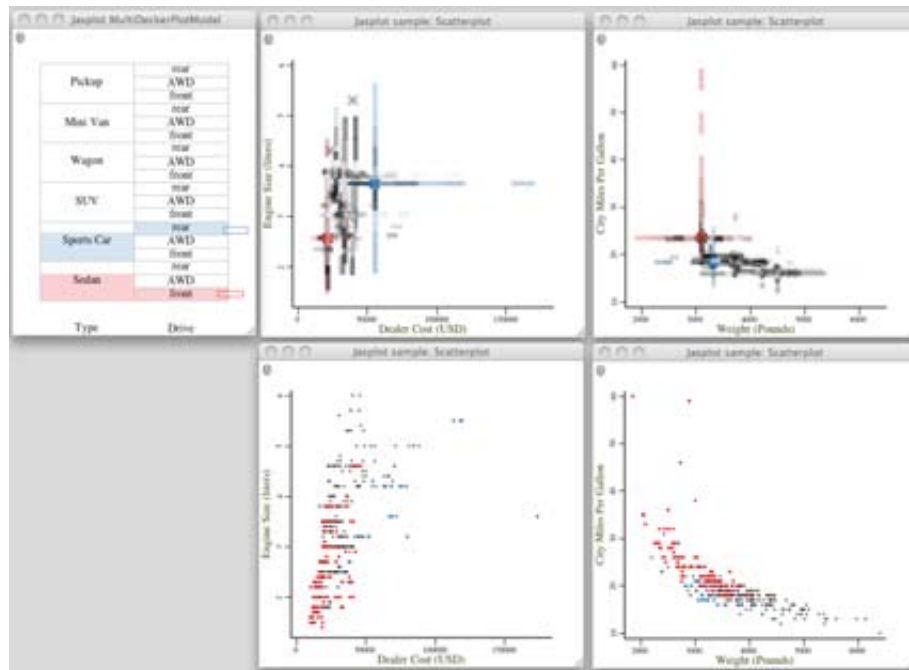 Jasplot MultiDeckerPlotModel
Pickup
rear
AWD
front
Mini Van
rear
AWD
front
Wagon
rear
AWD
front
SUV
rear
AWD
front
Sports Car
rear
AWD
front
Sedan
rear
AWD
front
Type
Drive
Jasplot sample: Scatterplot
Engine Size (liters)
50000
Dealer Cost (USD)
Jasplot sample: Scatterplot
City Miles Per Gallon
Weight (Pounds)
Jasplot sample: Scatterplot
Engine Size (liters)
Dealer Cost (USD)
Jasplot sample: Scatterplot
City Miles Per Gallon
Weight (Pounds)